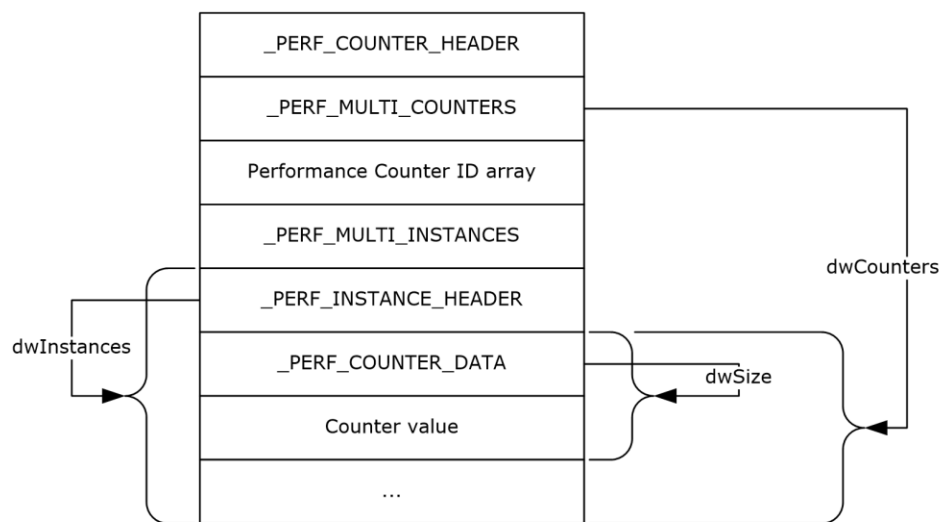 _PERF_COUNTER_HEADER
_PERF_MULTI_COUNTERS
Performance Counter ID array
_PERF_MULTI_INSTANCES
dwCounters
_PERF_INSTANCE_HEADER
dwInstances
_PERF_COUNTER_DATA
dwSize
Counter value
...